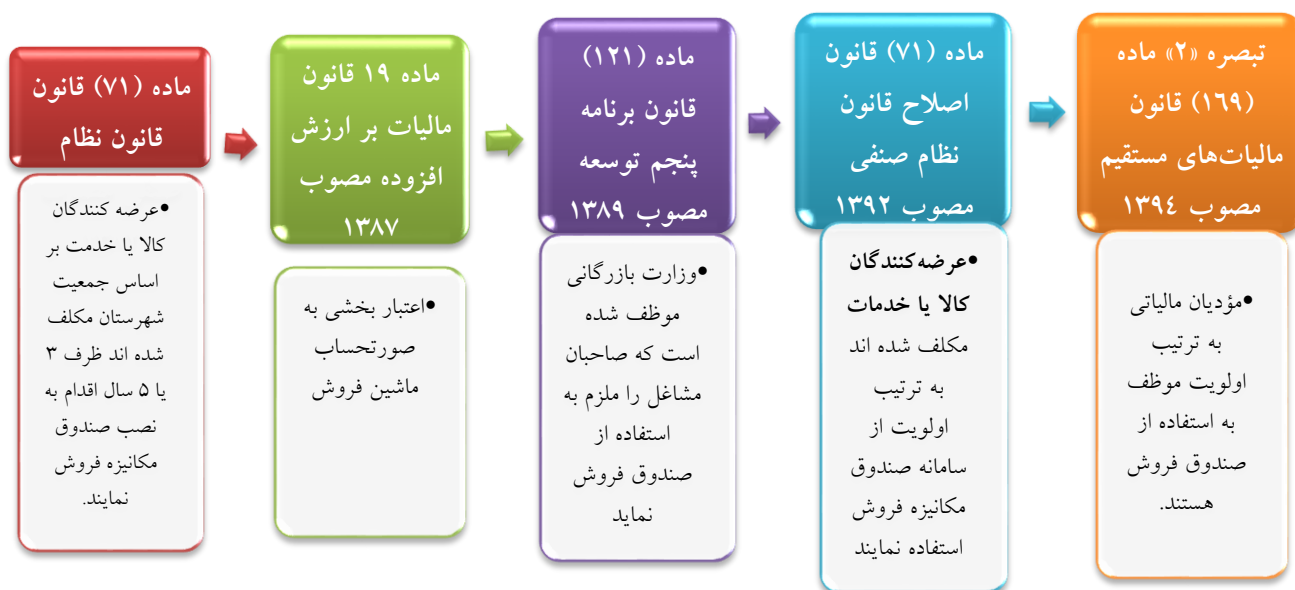 ماده (۷۱) قانون
قانون نظام
•عرضه کنندگان
کالا یا خدمت بر
اساس جمعیت
شهرستان مکلف
شده اند ظرف ۳
یا ۵ سال اقدام به
نصب صندوق
مکانیزه فروش
نمایند.
ماده ۱۹ قانون
مالیات بر ارزش
افزوده مصوب
۱۳۸۷
•اعتبار بخشی به
صورتحساب
ماشین فروش
ماده (۱۲۱)
قانون برنامه
پنجم توسعه
مصوب ۱۳۸۹
•وزارت بازرگانی
موظف شده
است که صاحبان
مشاغل را ملزم به
استفاده از
صندوق فروش
نماید
ماده (۷۱) قانون
اصلاح قانون
نظام صنفی
مصوب ۱۳۹۲
•عرضه‌کنندگان
کالا یا خدمات
مکلف شده اند
به ترتیب
اولویت از
سامانه صندوق
مکانیزه فروش
استفاده نمایند
تبصره «۲» ماده
(۱۶۹) قانون
مالیات‌های مستقیم
مصوب ۱۳۹٤
•مؤدیان مالیاتی
به ترتیب
اولویت موظف
به استفاده از
صندوق فروش
هستند.